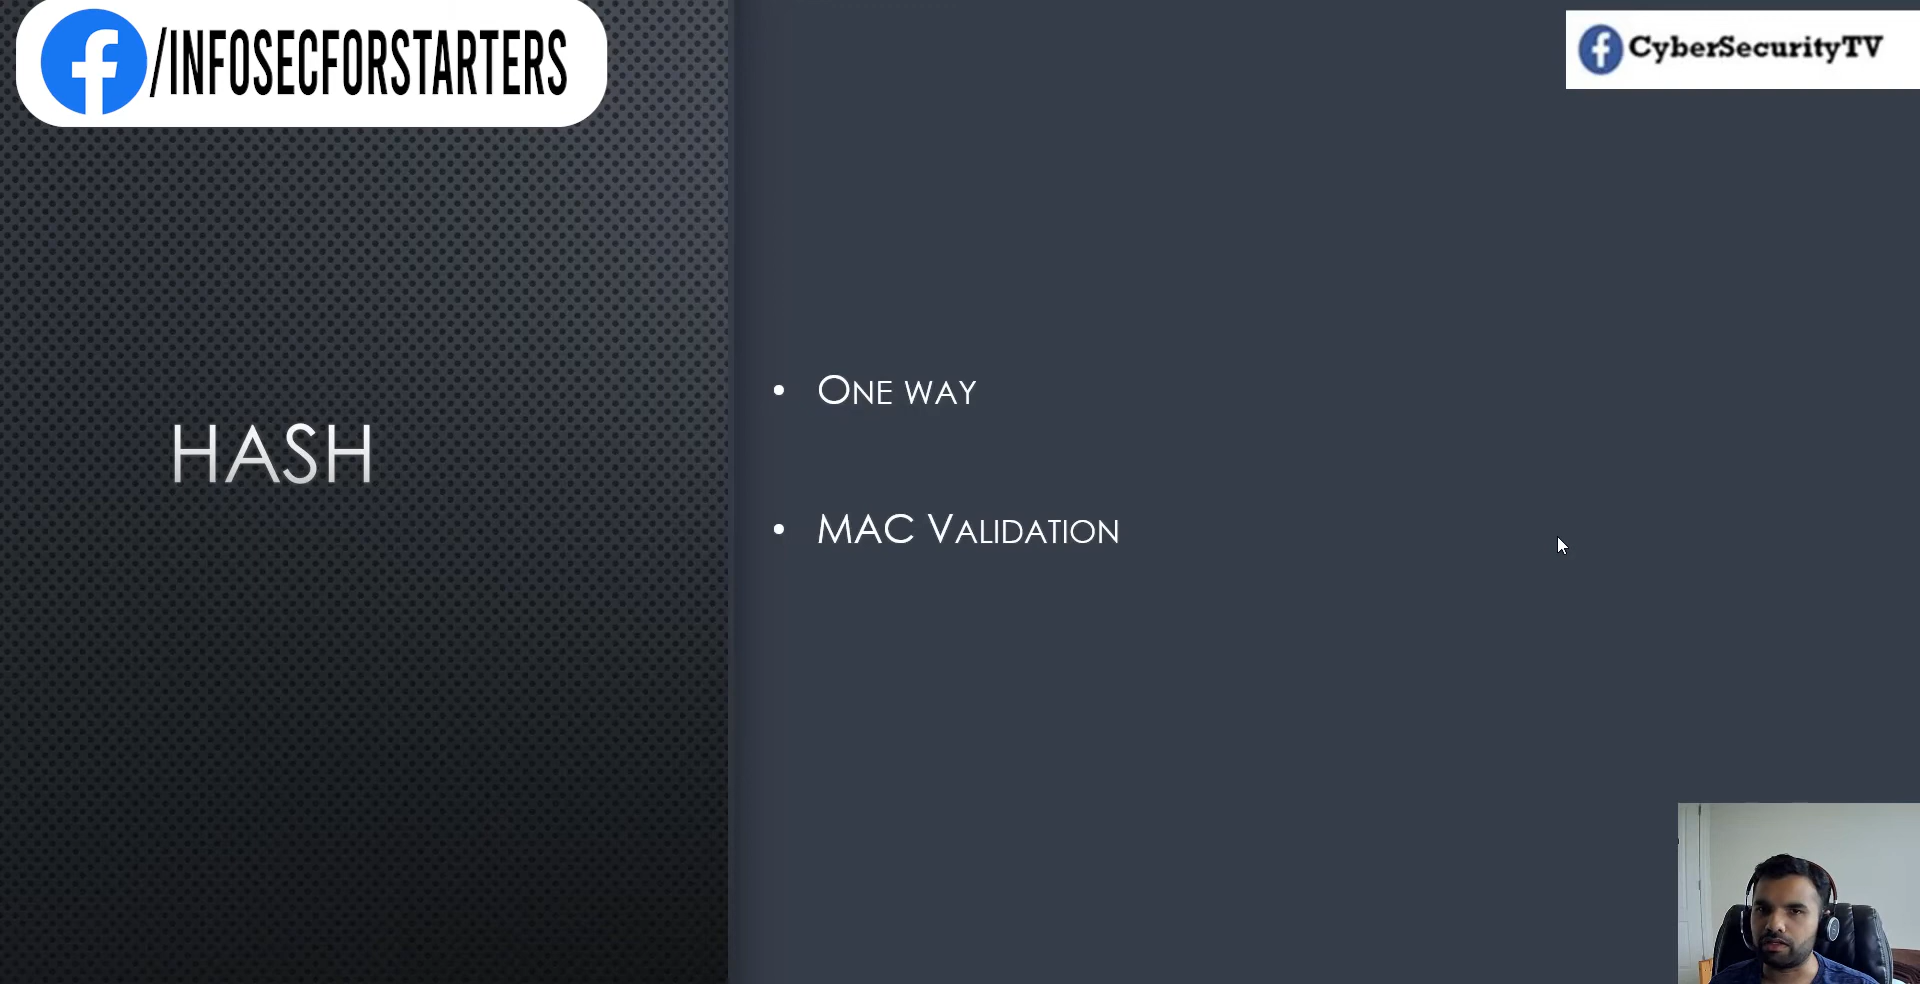 /INFOSECFORSTARTERS
CyberSecurityTV
HASH
• ONE WAY
• MAC VALIDATION